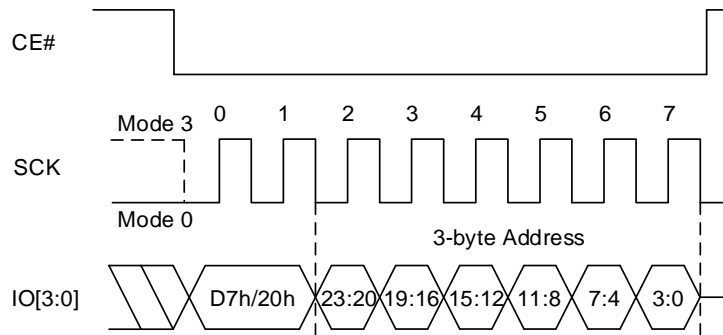 CE#
0 1 2 3 4 5 6 7
Mode 3
SCK
Mode 0
3-byte Address
IO[3:0]
D7h/20h 23:20 19:16 15:12 11:8 7:4 3:0